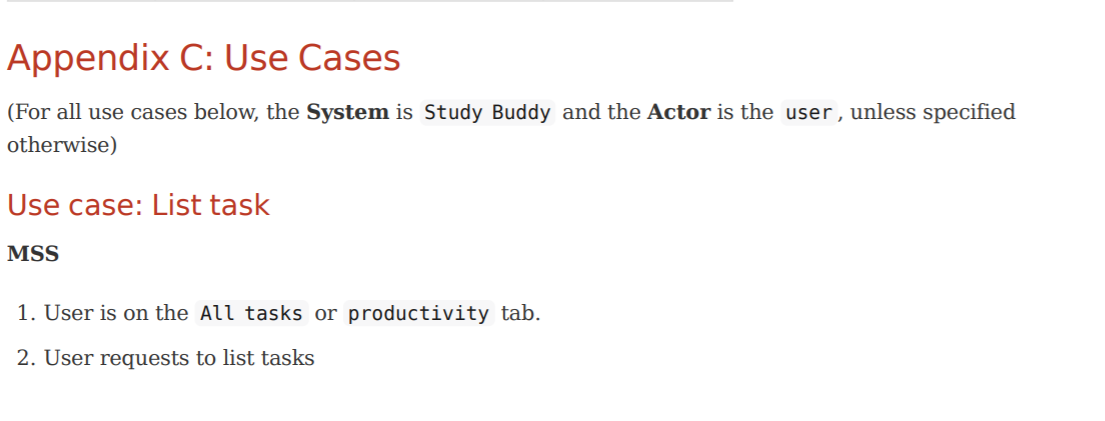 Appendix C: Use Cases
(For all use cases below, the System is Study Buddy and the Actor is the user, unless specified
otherwise)
Use case: List task
MSS
1. User is on the All tasks or productivity tab.
2. User requests to list tasks